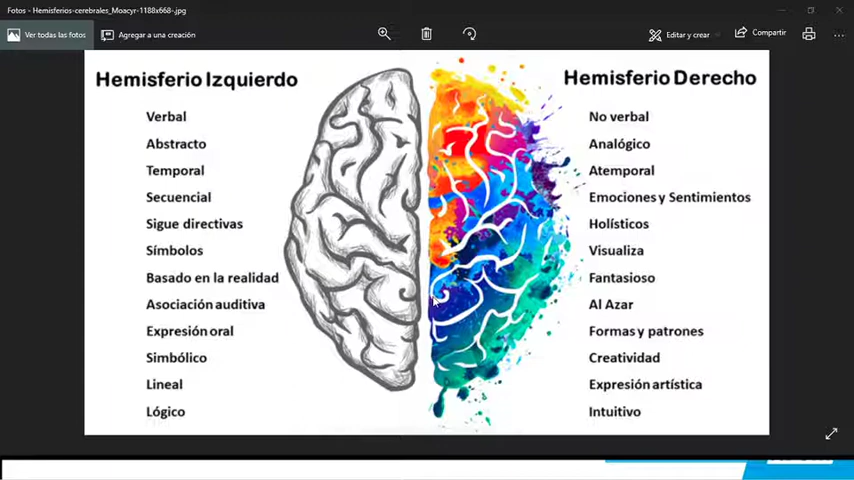 Fotos - Hemisferios-cerebrales_Moacyr-1188x668-.jpg
Ver todas las fotos
Agregar a una creación
Editar y crear
Compartir
Hemisferio Izquierdo
Verbal
Abstracto
Temporal
Secuencial
Sigue directivas
Símbolos
Basado en la realidad
Asociación auditiva
Expresión oral
Simbólico
Lineal
Lógico
Hemisferio Derecho
No verbal
Analógico
Atemporal
Emociones y Sentimientos
Holísticos
Visualiza
Fantasioso
Al Azar
Formas y patrones
Creatividad
Expresión artística
Intuitivo